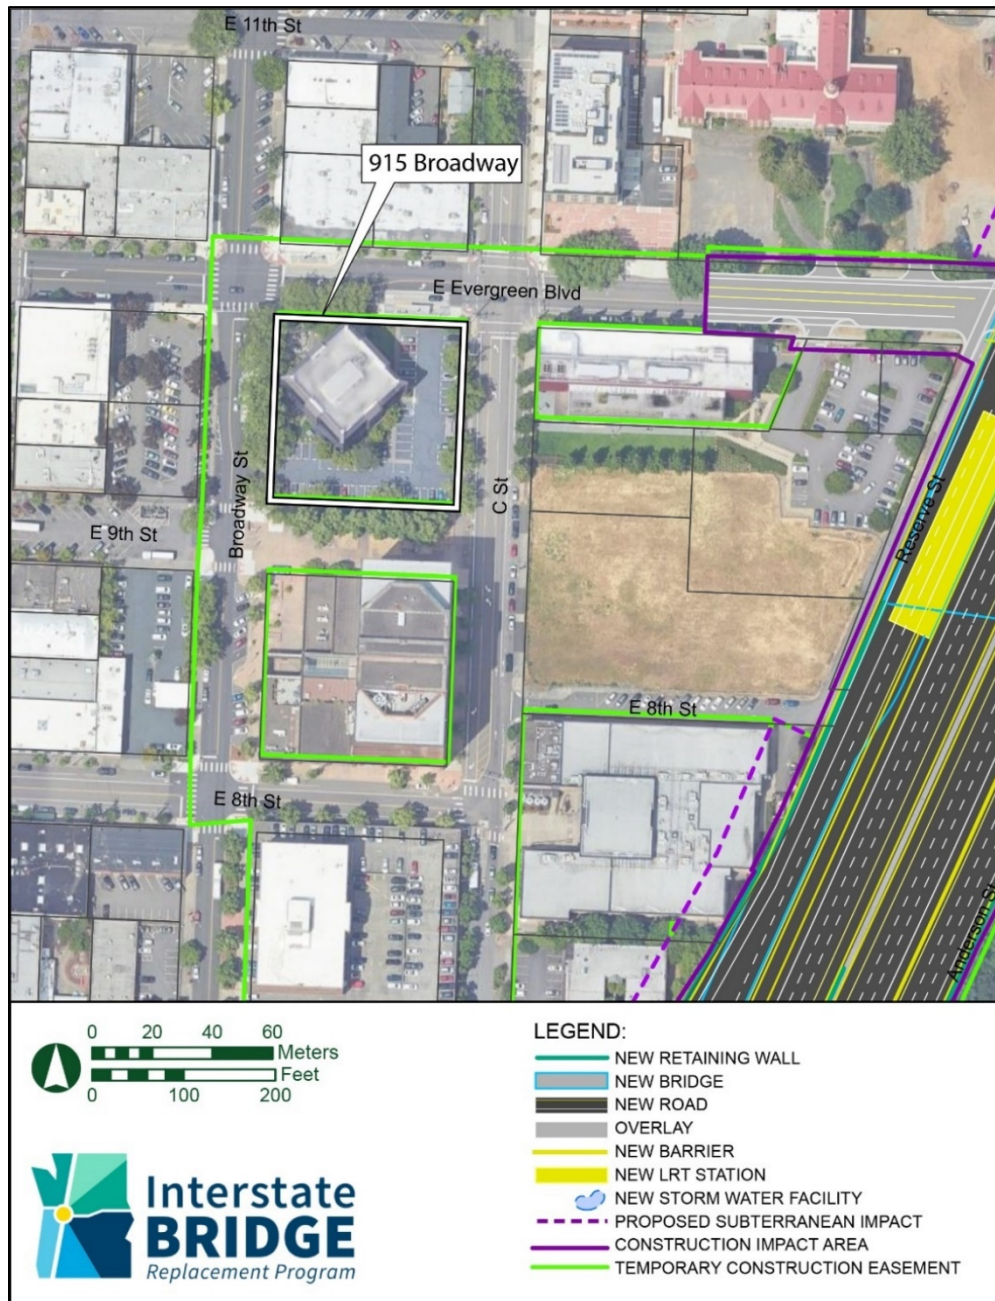 E 11th St
915 Broadway
E Evergreen Blvd
Broadway St
C St
E 9th St
Reserve St
E 8th St
E 8th St
Anderson St
0 20 40 60
Meters
Feet
0 100 200
Interstate
BRIDGE
Replacement Program
LEGEND:
NEW RETAINING WALL
NEW BRIDGE
NEW ROAD
OVERLAY
NEW BARRIER
NEW LRT STATION
NEW STORM WATER FACILITY
PROPOSED SUBTERRANEAN IMPACT
CONSTRUCTION IMPACT AREA
TEMPORARY CONSTRUCTION EASEMENT